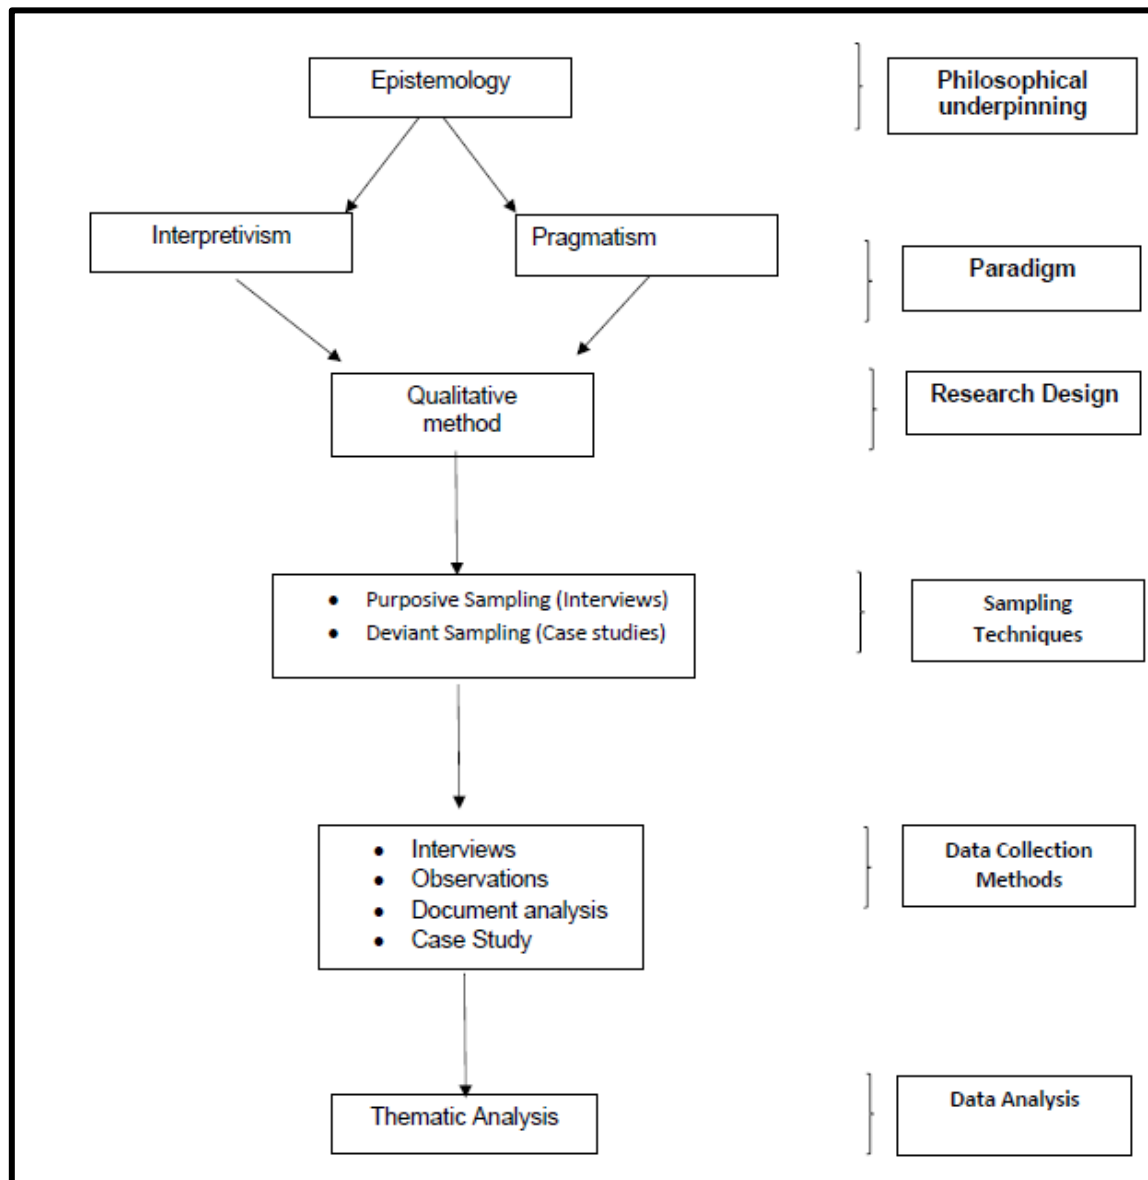 Epistemology
Philosophical
underpinning
Interpretivism
Pragmatism
Paradigm
Qualitative
method
Research Design
• Purposive Sampling (Interviews)
• Deviant Sampling (Case studies)
Sampling
Techniques
• Interviews
• Observations
• Document analysis
• Case Study
Data Collection
Methods
Thematic Analysis
Data Analysis